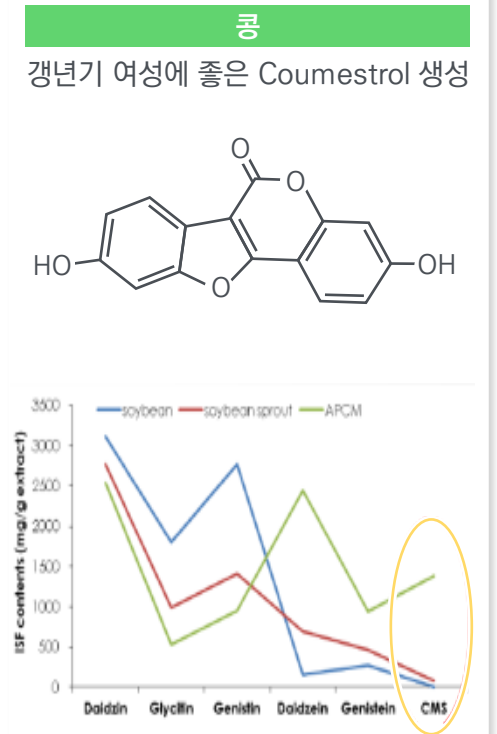 콩
갱년기 여성에 좋은 Coumestrol 생성
O
O
HO
O
OH
soybean soybean sprout APCM
ISF contents (mg/g extract)
3500
3000
2500
2000
1500
1000
500
0
Daidzin Glycitin Genistin Daidzein Genistein CMS